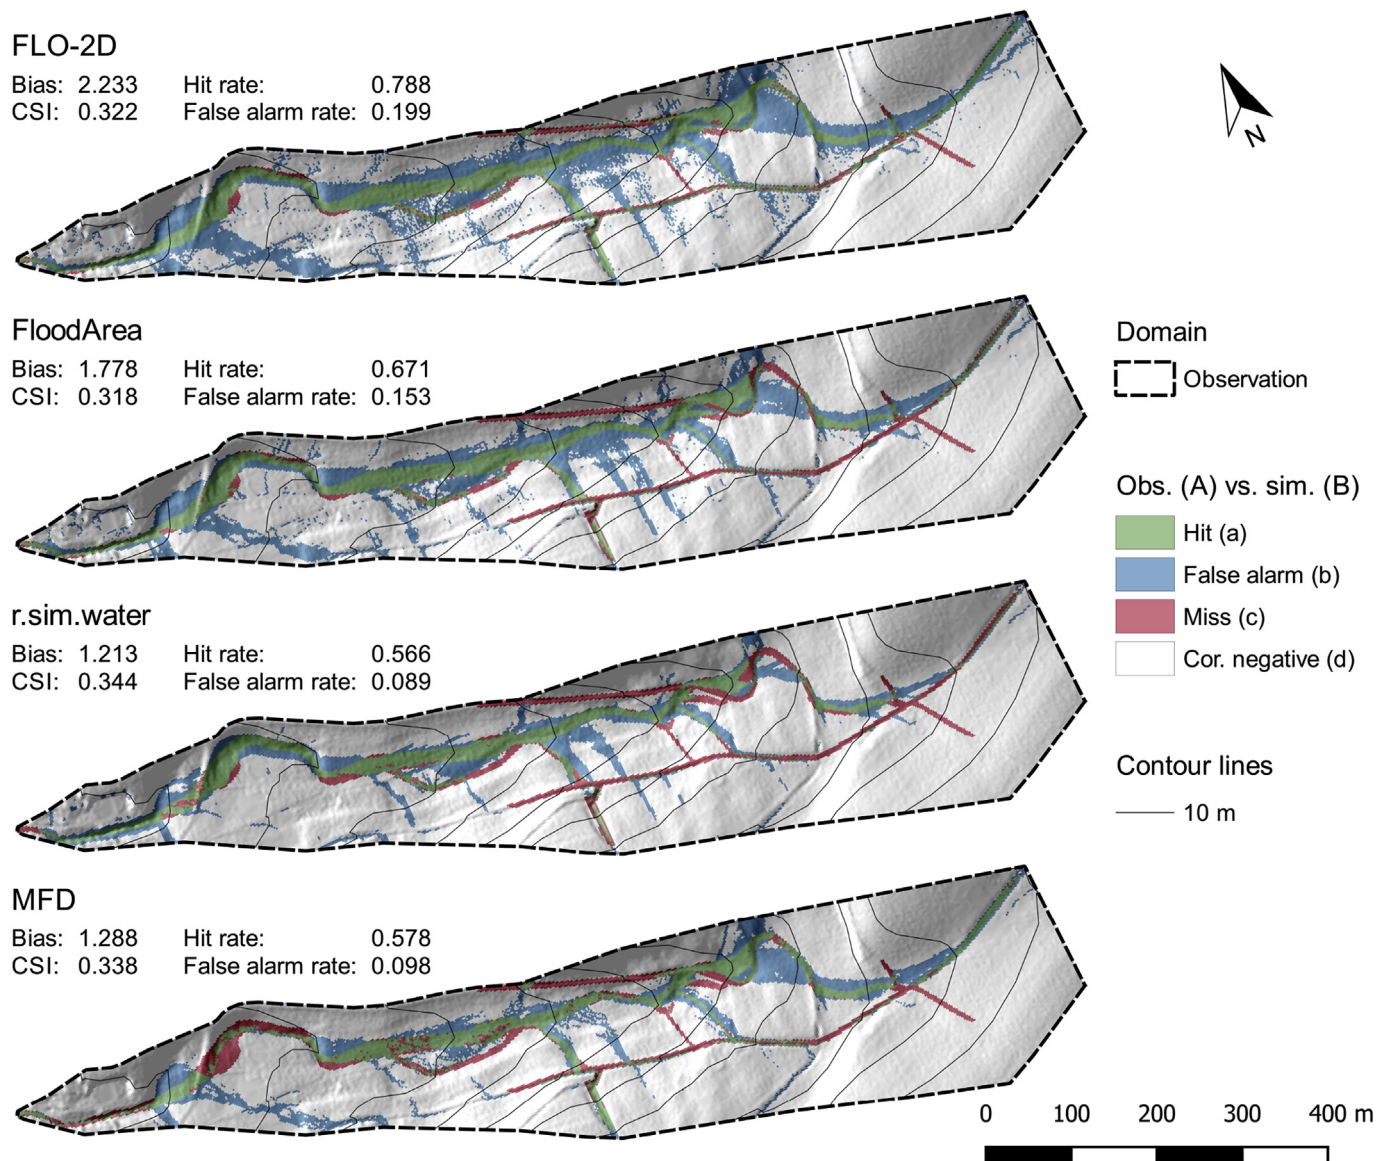 FLO-2D
Bias: 2.233 Hit rate: 0.788
CSI: 0.322 False alarm rate: 0.199
N
FloodArea
Bias: 1.778 Hit rate: 0.671
CSI: 0.318 False alarm rate: 0.153
Domain
Observation
Obs. (A) vs. sim. (B)
Hit (a)
False alarm (b)
Miss (c)
Cor. negative (d)
r.sim.water
Bias: 1.213 Hit rate: 0.566
CSI: 0.344 False alarm rate: 0.089
Contour lines
10 m
MFD
Bias: 1.288 Hit rate: 0.578
CSI: 0.338 False alarm rate: 0.098
0 100 200 300 400 m